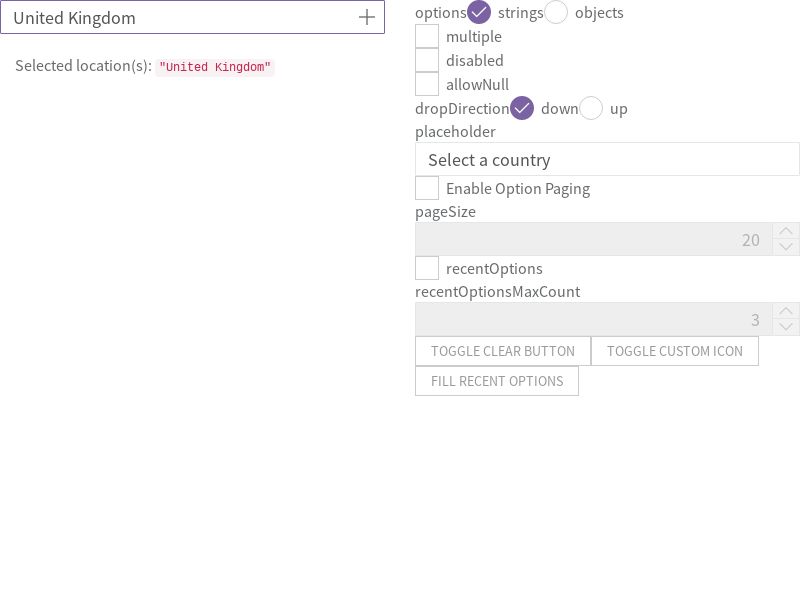 United Kingdom
Selected location(s): "United Kingdom"
options strings objects
multiple
disabled
allowNull
dropDirection down up
placeholder
Select a country
Enable Option Paging
pageSize
20
recentOptions
recentOptionsMaxCount
3
TOGGLE CLEAR BUTTON TOGGLE CUSTOM ICON
FILL RECENT OPTIONS